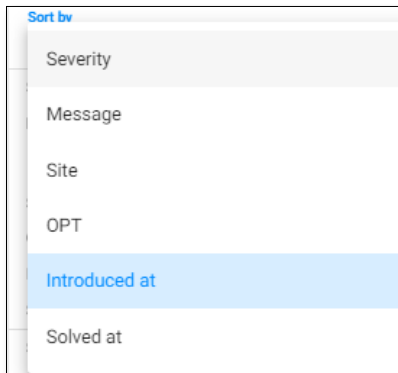 Sort by
Severity
Message
Site
OPT
Introduced at
Solved at